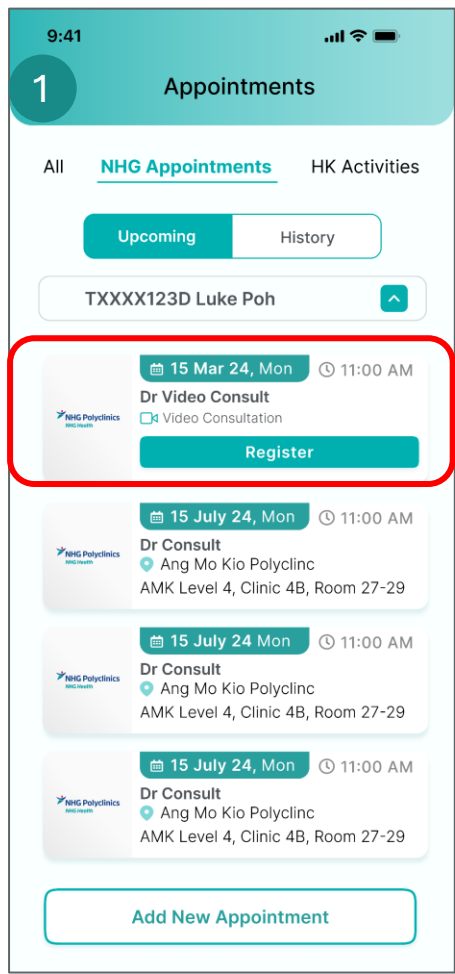 9:41
1
Appointments
All NHG Appointments HK Activities
Upcoming History
TXXXX123D Luke Poh
15 Mar 24, Mon 11:00 AM
Dr Video Consult
NHG Polyclinics
NHG Health
Video Consultation
Register
15 July 24, Mon 11:00 AM
Dr Consult
NHG Polyclinics
NHG Health
Ang Mo Kio Polyclinc
AMK Level 4, Clinic 4B, Room 27-29
15 July 24 Mon 11:00 AM
Dr Consult
NHG Polyclinics
NHG Health
Ang Mo Kio Polyclinc
AMK Level 4, Clinic 4B, Room 27-29
15 July 24, Mon 11:00 AM
Dr Consult
NHG Polyclinics
NHG Health
Ang Mo Kio Polyclinc
AMK Level 4, Clinic 4B, Room 27-29
Add New Appointment